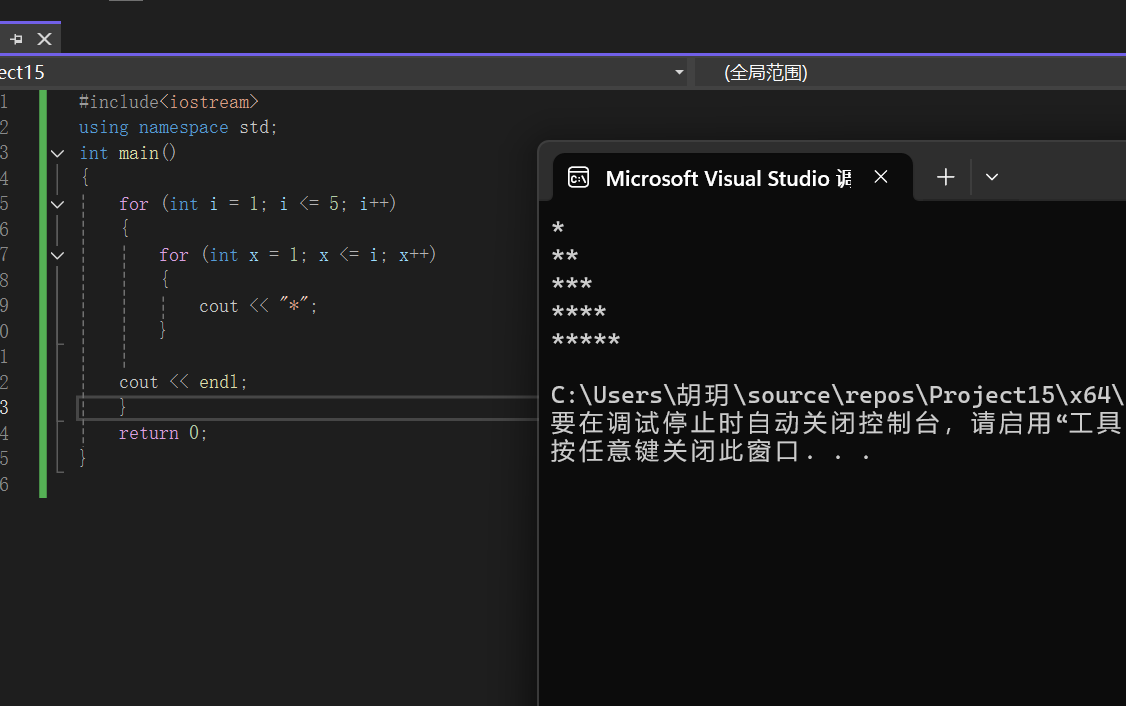 ect15
(全局范围)
1 #include<iostream>
2 using namespace std;
3 int main()
4 {
5 for (int i = 1; i <= 5; i++)
6 {
7 for (int x = 1; x <= i; x++)
8 {
9 cout << "*";
0 }
1
2 cout << endl;
3 }
4 return 0;
5 }
6
Microsoft Visual Studio 调
*
**
***
****
*****
C:\Users\胡玥\source\repos\Project15\x64\
要在调试停止时自动关闭控制台，请启用“工具
按任意键关闭此窗口. . .